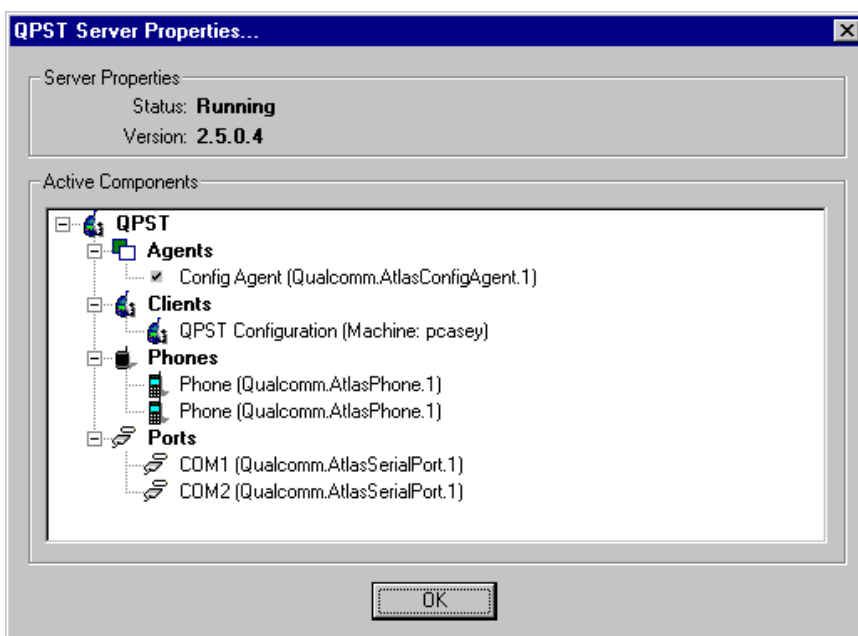 QPST Server Properties...
Server Properties
Status: Running
Version: 2.5.0.4
Active Components
QPST
Agents
Config Agent (Qualcomm.AtlasConfigAgent.1)
Clients
QPST Configuration (Machine: pcasey)
Phones
Phone (Qualcomm.AtlasPhone.1)
Phone (Qualcomm.AtlasPhone.1)
Ports
COM1 (Qualcomm.AtlasSerialPort.1)
COM2 (Qualcomm.AtlasSerialPort.1)
OK